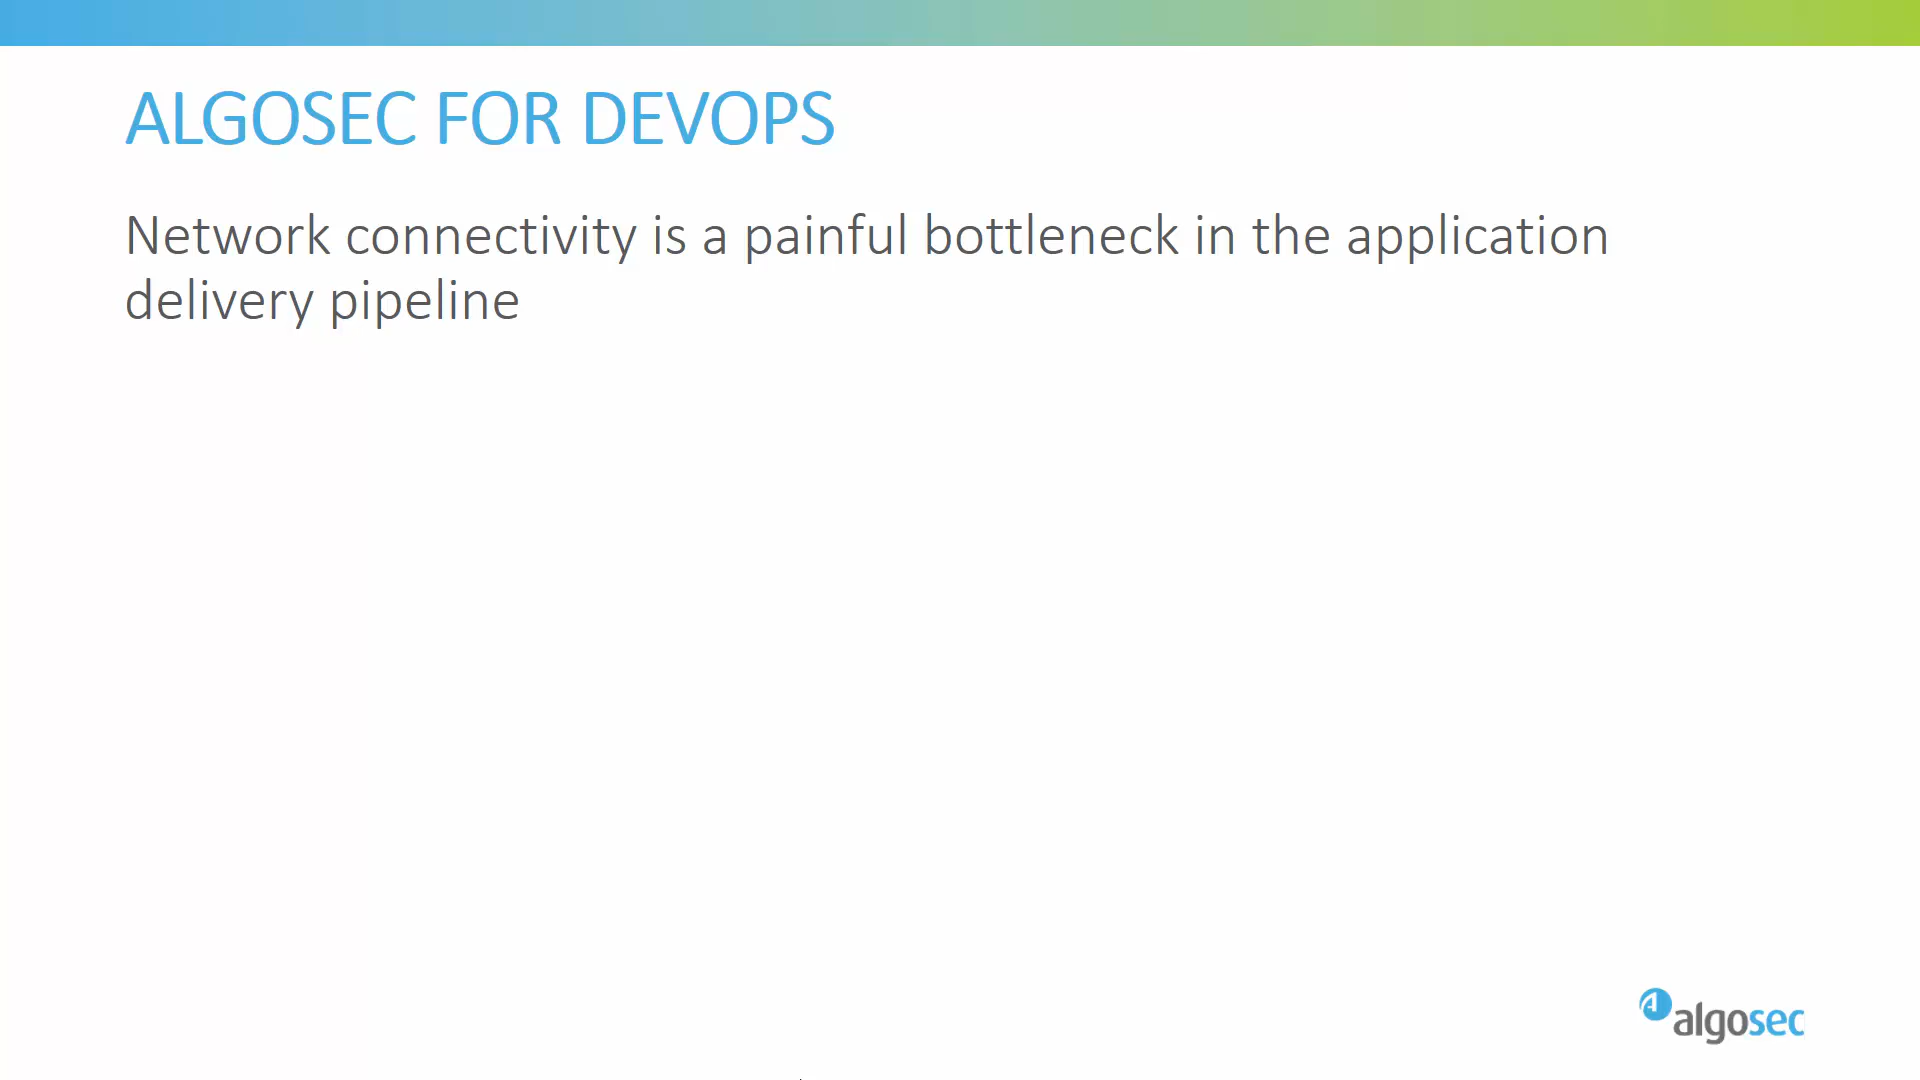 ALGOSEC FOR DEVOPS
Network connectivity is a painful bottleneck in the application
delivery pipeline
algosec